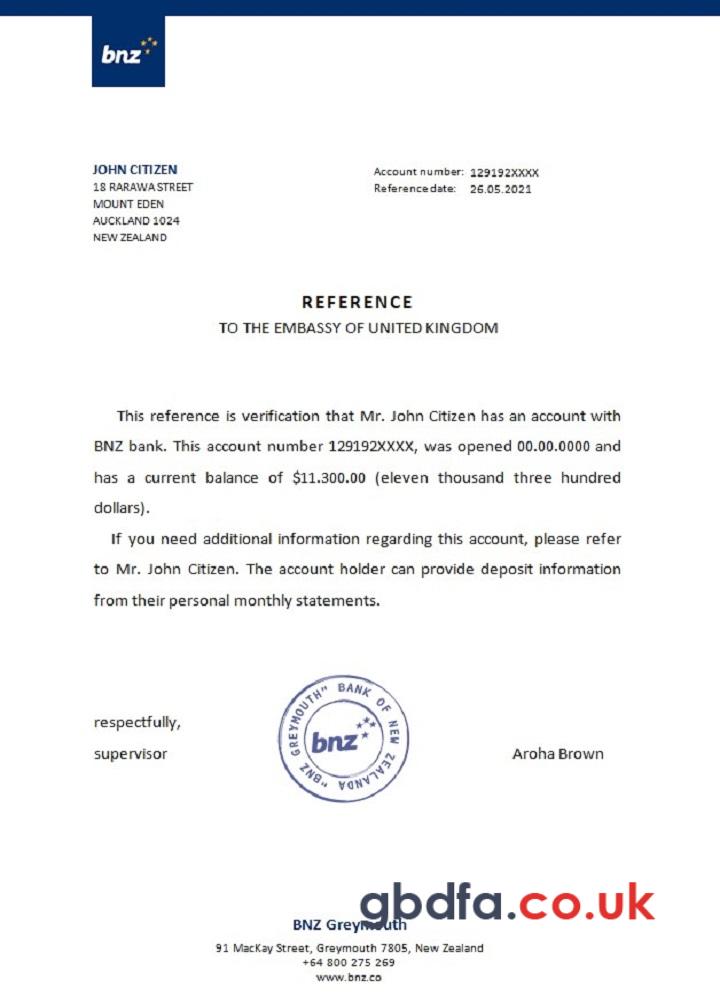 bnz
JOHN CITIZEN
18 RARAWA STREET
MOUNT EDEN
AUCKLAND 1024
NEW ZEALAND
Account number: 129192XXXX
Reference date: 26.05.2021
REFERENCE
TO THE EMBASSY OF UNITED KINGDOM
This reference is verification that Mr. John Citizen has an account with
BNZ bank. This account number 129192XXXX, was opened 00.00.0000 and
has a current balance of $11.300.00 (eleven thousand three hundred
dollars).
If you need additional information regarding this account, please refer
to Mr. John Citizen. The account holder can provide deposit information
from their personal monthly statements.
respectfully,
supervisor
"BNZ GREYMOUTH" BANK OF NEW ZEALANDA
bnz
Aroha Brown
gbdfa.co.uk
BNZ Greymouth
91 MacKay Street, Greymouth 7805, New Zealand
+64 800 275 269
www.bnz.co